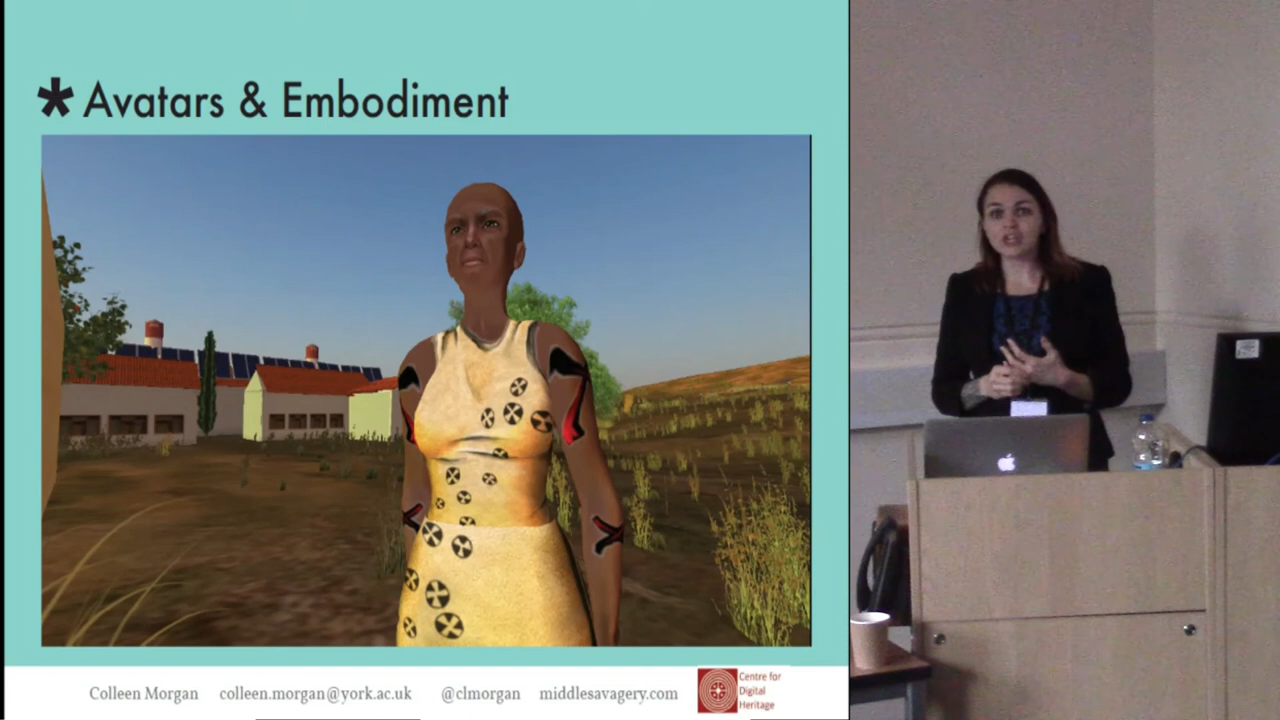 * Avatars & Embodiment
Colleen Morgan colleen.morgan@york.ac.uk @clmorgan middlesavagery.com
Centre for
Digital
Heritage